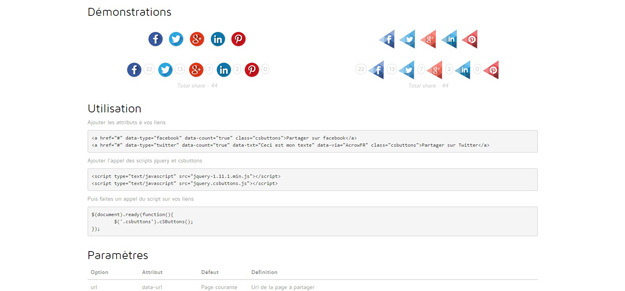 Démonstrations
Total share : 44
Total share : 44
Utilisation
Ajouter les attributs à vos liens
<a href="#" data-type="facebook" data-count="true" class="csbuttons">Partager sur facebook</a>
<a href="#" data-type="twitter" data-count="true" data-txt="Ceci est mon texte" data-via="AcrowFR" class="csbuttons">Partager sur Twitter</a>
Ajouter l'appel des scripts jquery et csbuttons
<script type="text/javascript" src="jquery-1.11.1.min.js"></script>
<script type="text/javascript" src="jquery.csbuttons.js"></script>
Puis faites un appel du script sur vos liens
$(document).ready(function(){
$('.csbuttons').cSButtons();
});
Paramètres
Option Attribut Defaut Définition
url data-url Page courante Url de la page à partager